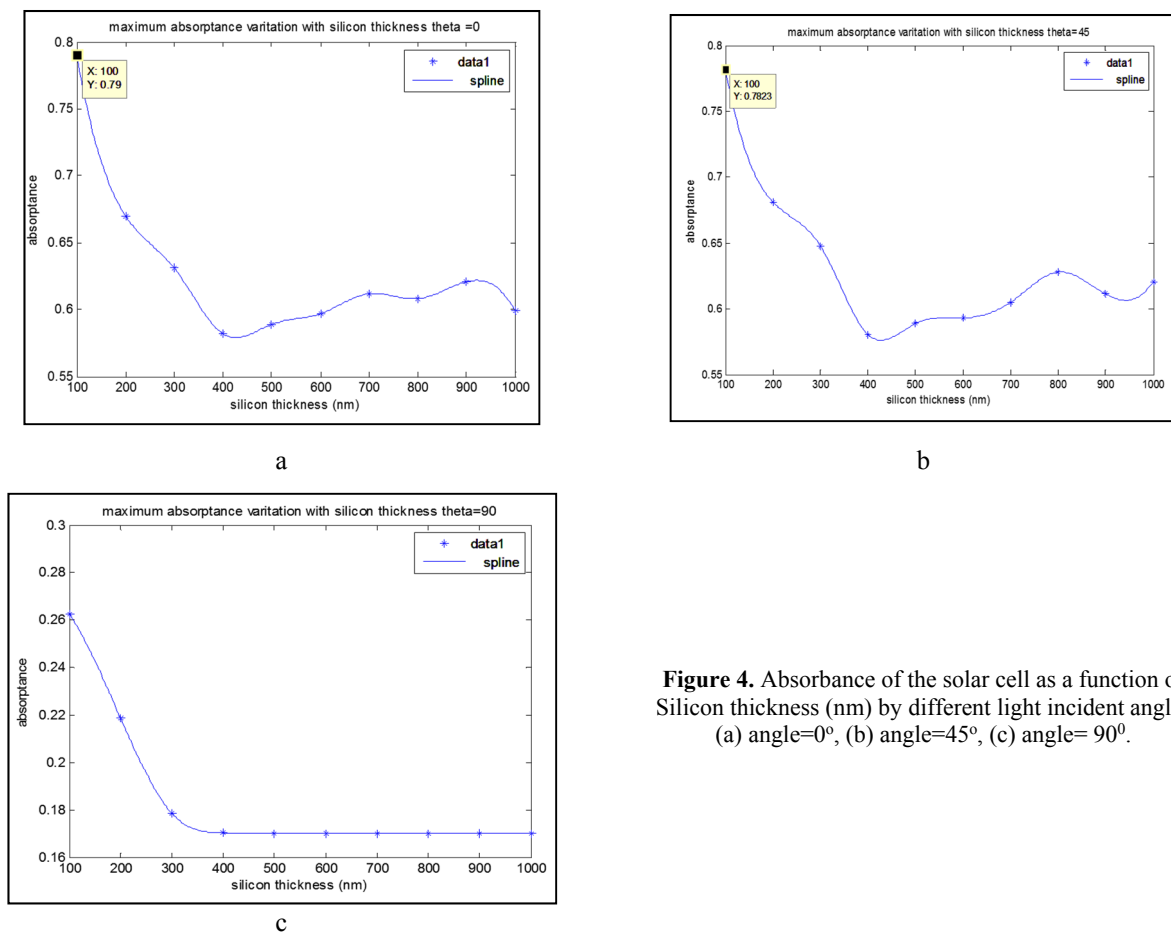 maximum absorptance varitation with silicon thickness theta =0
0.8
0.75
0.7
0.65
0.6
0.55
absorptance
X: 100
Y: 0.79
data1
spline
100 200 300 400 500 600 700 800 900 1000
silicon thickness (nm)
a
maximum absorptance varitation with silicon thickness theta=45
0.8
0.75
0.7
0.65
0.6
0.55
absorptance
X: 100
Y: 0.7823
data1
spline
100 200 300 400 500 600 700 800 900 1000
silicon thickness (nm)
b
maximum absorptance varitation with silicon thickness theta=90
0.3
0.28
0.26
0.24
0.22
0.2
0.18
0.16
absorptance
data1
spline
100 200 300 400 500 600 700 800 900 1000
silicon thickness (nm)
c
Figure 4. Absorbance of the solar cell as a function
Silicon thickness (nm) by different light incident
(a) angle=0°, (b) angle=45°, (c) angle= 90⁰.